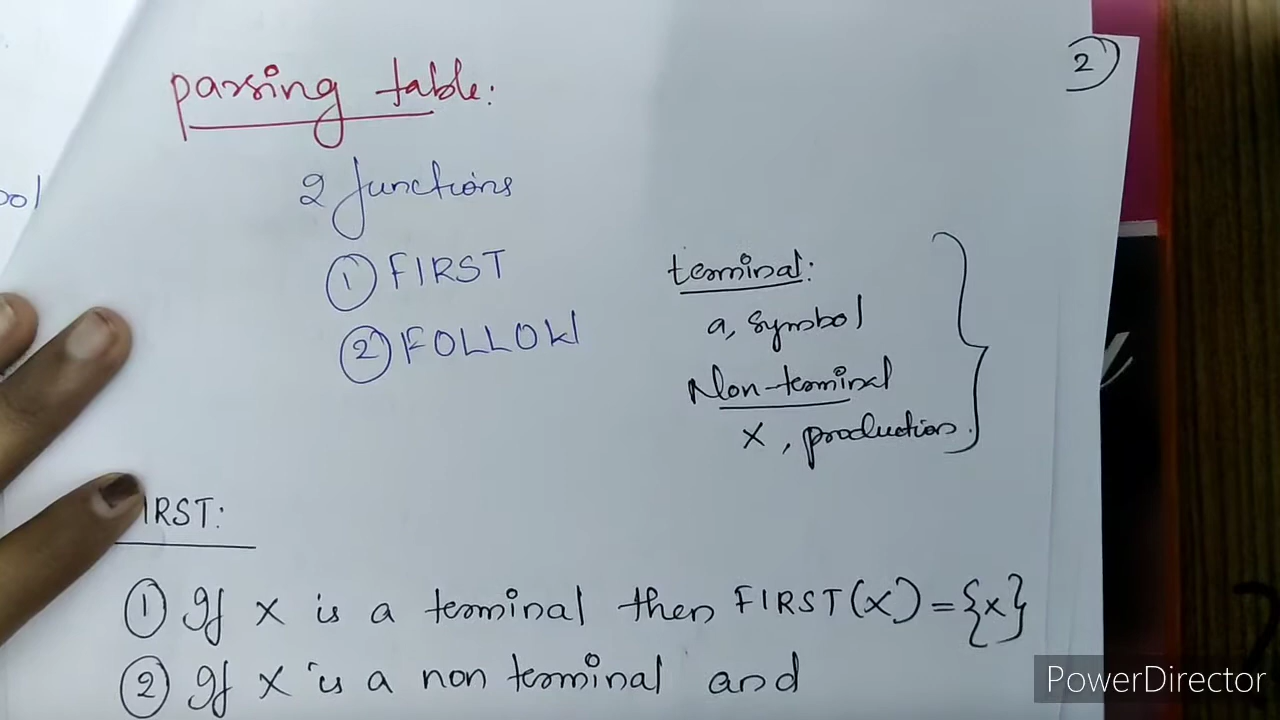 parsing table:
2
2 functions
① FIRST
② FOLLOW
terminal:
a, symbol
Non-terminal
X, production.
IRST:
① If X is a terminal then FIRST(X) = {x}
② If X is a non terminal and
PowerDirector